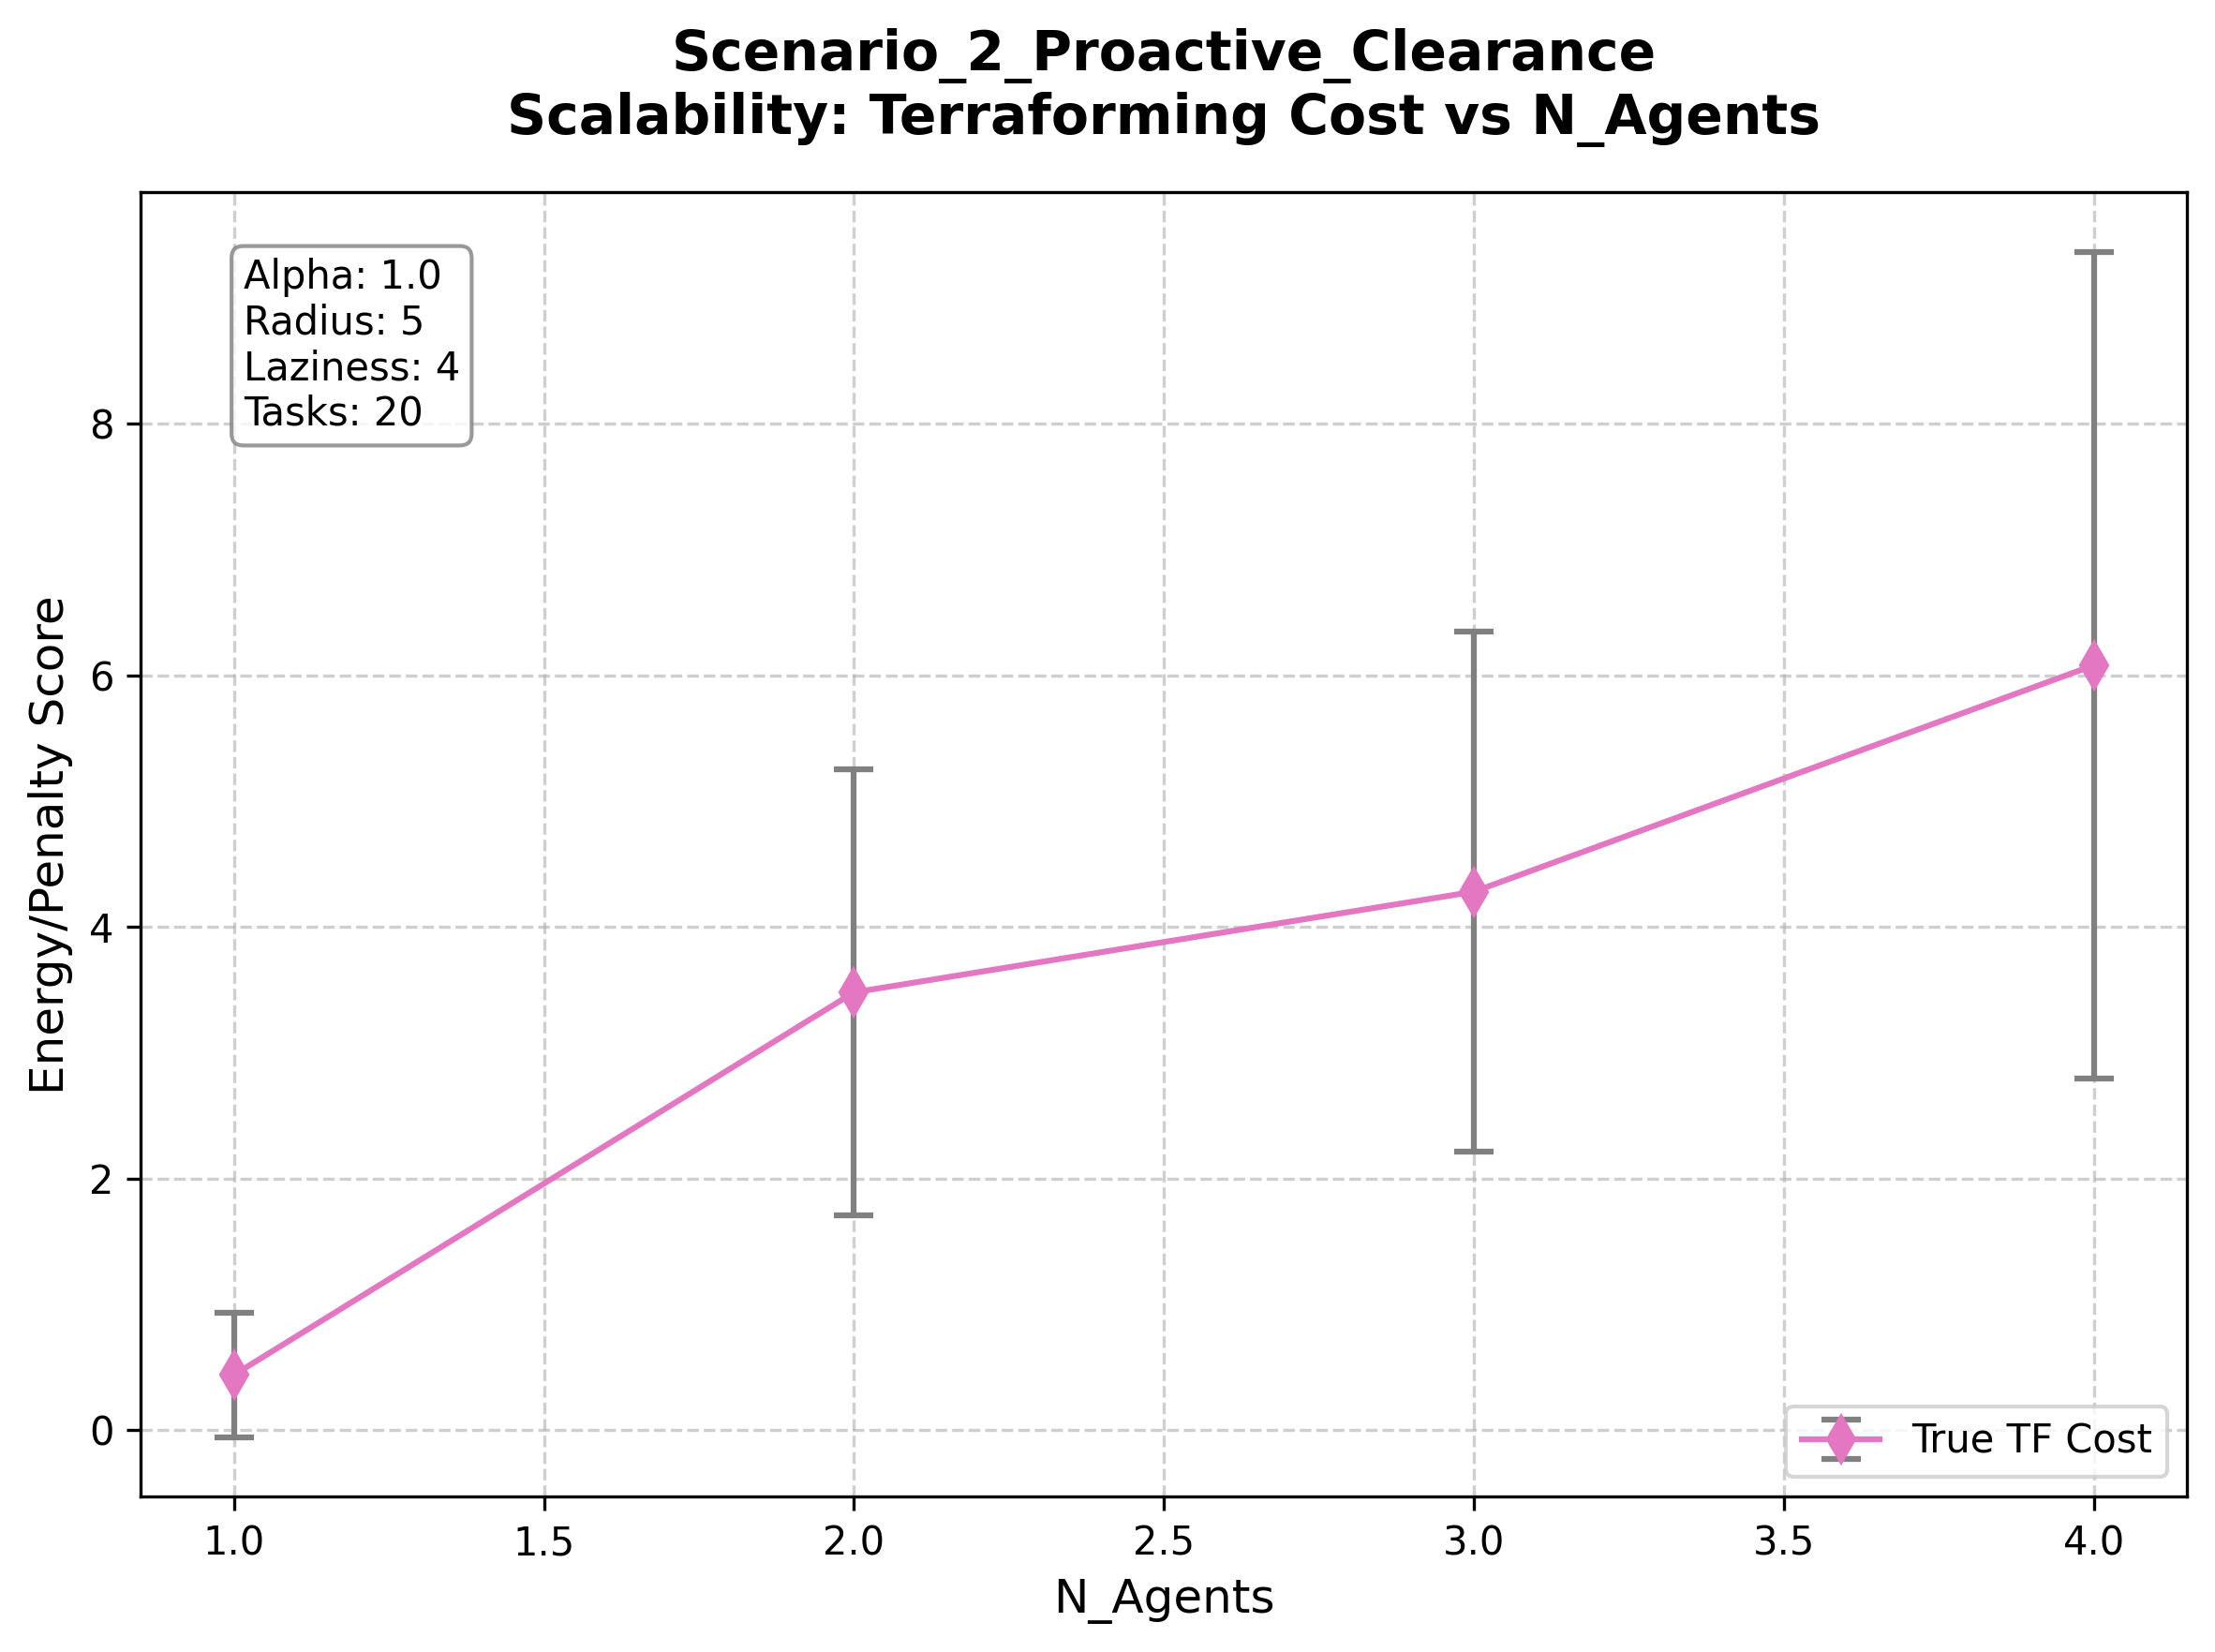 Scenario_2_Proactive_Clearance
Scalability: Terraforming Cost vs N_Agents
Alpha: 1.0
Radius: 5
Laziness: 4
Tasks: 20
Energy/Penalty Score
8
6
4
2
0
True TF Cost
1.0 1.5 2.0 2.5 3.0 3.5 4.0
N_Agents